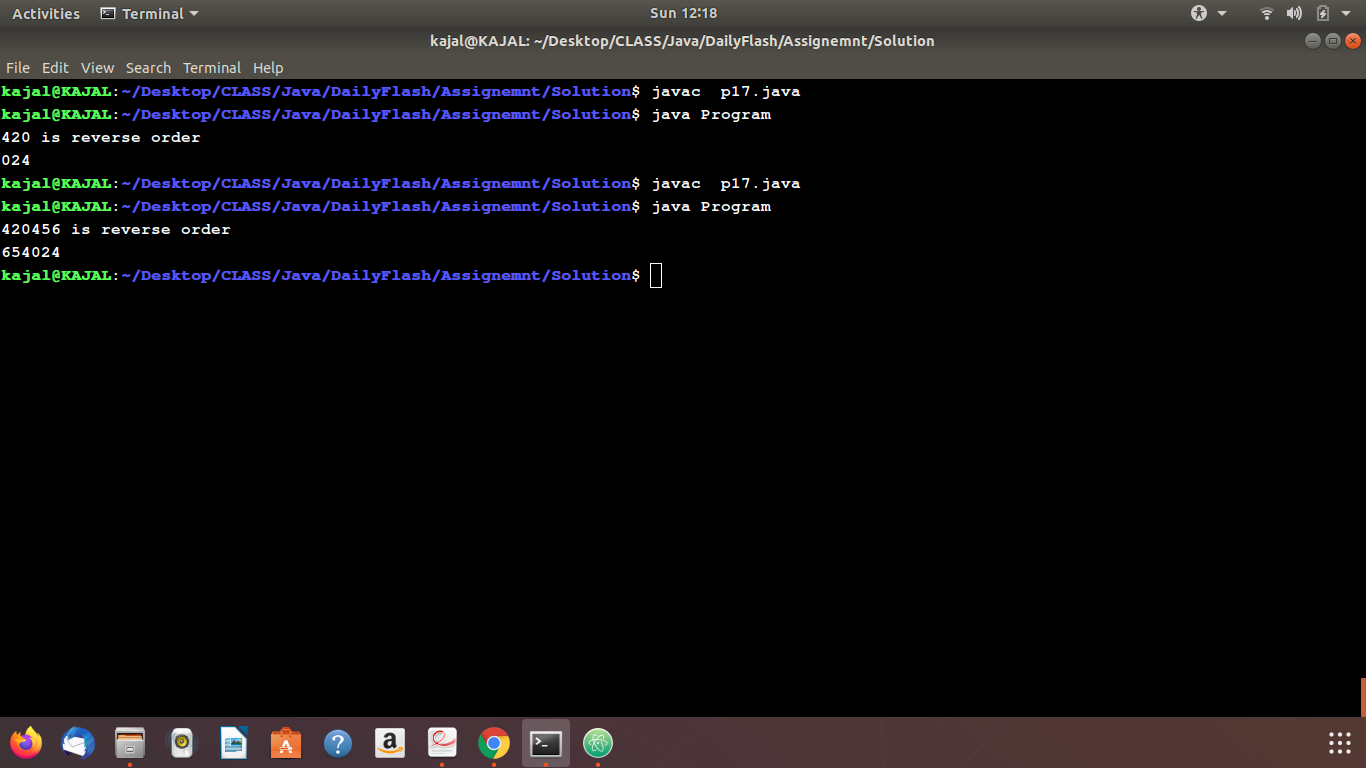 Activities Terminal Sun 12:18
kajal@KAJAL: ~/Desktop/CLASS/Java/DailyFlash/Assignemnt/Solution
File Edit View Search Terminal Help
kajal@KAJAL:~/Desktop/CLASS/Java/DailyFlash/Assignemnt/Solution$ javac  p17.java
kajal@KAJAL:~/Desktop/CLASS/Java/DailyFlash/Assignemnt/Solution$ java Program
420 is reverse order
024
kajal@KAJAL:~/Desktop/CLASS/Java/DailyFlash/Assignemnt/Solution$ javac  p17.java
kajal@KAJAL:~/Desktop/CLASS/Java/DailyFlash/Assignemnt/Solution$ java Program
420456 is reverse order
654024
kajal@KAJAL:~/Desktop/CLASS/Java/DailyFlash/Assignemnt/Solution$